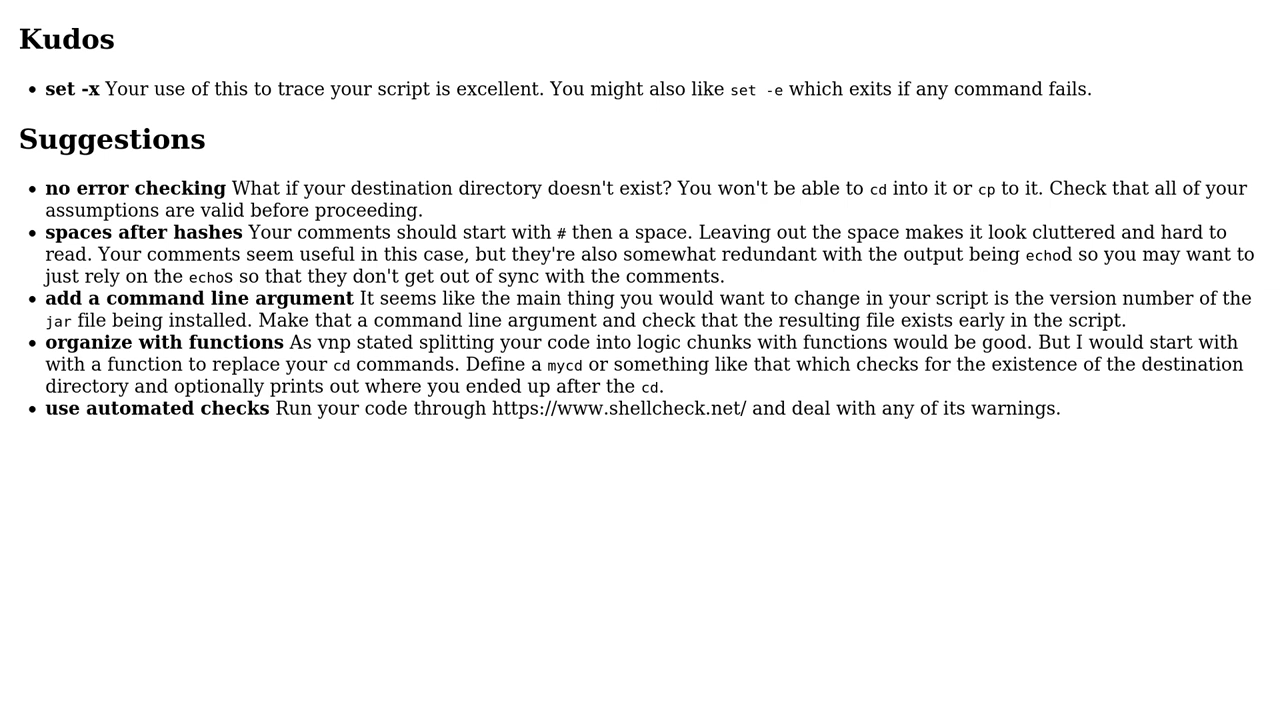 Kudos
• set -x Your use of this to trace your script is excellent. You might also like set -e which exits if any command fails.
Suggestions
• no error checking What if your destination directory doesn't exist? You won't be able to cd into it or cp to it. Check that all of your
assumptions are valid before proceeding.
• spaces after hashes Your comments should start with # then a space. Leaving out the space makes it look cluttered and hard to
read. Your comments seem useful in this case, but they're also somewhat redundant with the output being echod so you may want to
just rely on the echos so that they don't get out of sync with the comments.
• add a command line argument It seems like the main thing you would want to change in your script is the version number of the
jar file being installed. Make that a command line argument and check that the resulting file exists early in the script.
• organize with functions As vnp stated splitting your code into logic chunks with functions would be good. But I would start with
with a function to replace your cd commands. Define a mycd or something like that which checks for the existence of the destination
directory and optionally prints out where you ended up after the cd.
• use automated checks Run your code through https://www.shellcheck.net/ and deal with any of its warnings.